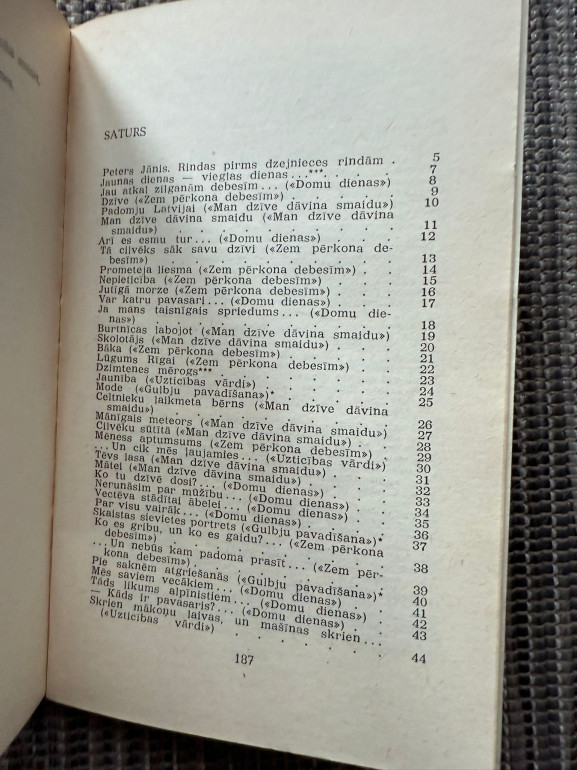 SATURS
Peters Jānis. Rindas pirms dzejnieces rindām . 5
Jaunas dienas — vieglas dienas...*** . . . . 7
Jau atkal zilganām debesīm... («Domu dienas») 8
Dzīve («Zem pērkona debesīm») . . . . 9
Padomju Latvijai («Man dzīve dāvina smaidu») 10
Man dzīve dāvina smaidu («Man dzīve dāvina
smaidu») . . . . . . . . 11
Arī es esmu tur... («Domu dienas») . . . 12
Tā cilvēks sāk savu dzīvi («Zem pērkona de-
besīm») . . . . . . . . 13
Prometeja liesma («Zem pērkona debesīm») . . 14
Nepieticība («Zem pērkona debesīm») . . . 15
Jutīgā morze («Zem pērkona debesīm») . . . 16
Var katru pavasari... («Domu dienas») . . . 17
Ja mans taisnīgais spriedums... («Domu die-
nas») . . . . . . . . 18
Burtnīcas labojot («Man dzīve dāvina smaidu») 19
Skolotājs («Man dzīve dāvina smaidu») . . . 20
Bāka («Zem pērkona debesīm») . . . . 21
Lūgums Rīgai («Zem pērkona debesīm») . . . 22
Dzimtenes mērogs*** . . . . . . 23
Jaunība («Uzticības vārdi») . . . . . 24
Mode («Gulbju pavadīšana»)* . . . . . 25
Celtnieku laikmeta bērns («Man dzīve dāvina
smaidu») . . . . . . . . 26
Mānīgais meteors («Man dzīve dāvina smaidu») 27
Cilvēku sūtītā («Man dzīve dāvina smaidu») . 28
Mēness aptumsums («Zem pērkona debesīm») . 29
...Un cik mēs ļaujamies... («Uzticības vārdi») . 30
Tēvs ļasa («Man dzīve dāvina smaidu») . . . 31
Mātei («Man dzīve dāvina smaidu») . . . . 32
Ko tu dzīvē dosi?... («Domu dienas») . . . 33
Nerunāsim par mūžību... («Domu dienas») . . 34
Vectēva stādītai ābelei... («Domu dienas») . . 35
Par visu vairāk... («Domu dienas») . . . 36
Skaistas sievietes portrets («Gulbju pavadīšana»)* 37
Ko es gribu, un ko es gaidu?... («Zem pērkona
debesīm») . . . . . . . . 38
...Un nebūs kam padoma prasīt... («Zem pēr-
kona debesīm») . . . . . . . 39
Pie saknēm atgriešanās («Gulbju pavadīšana»)* 40
Mēs saviem vecākiem... («Domu dienas») . . 41
Tāds likums alpīnistiem... («Domu dienas») . 42
— Kāds ir pavasaris?... («Domu dienas») . . 43
Skrien mākoņu laivas, un mašīnas skrien...
(«Uzticības vārdi») . . . . . . 44
187